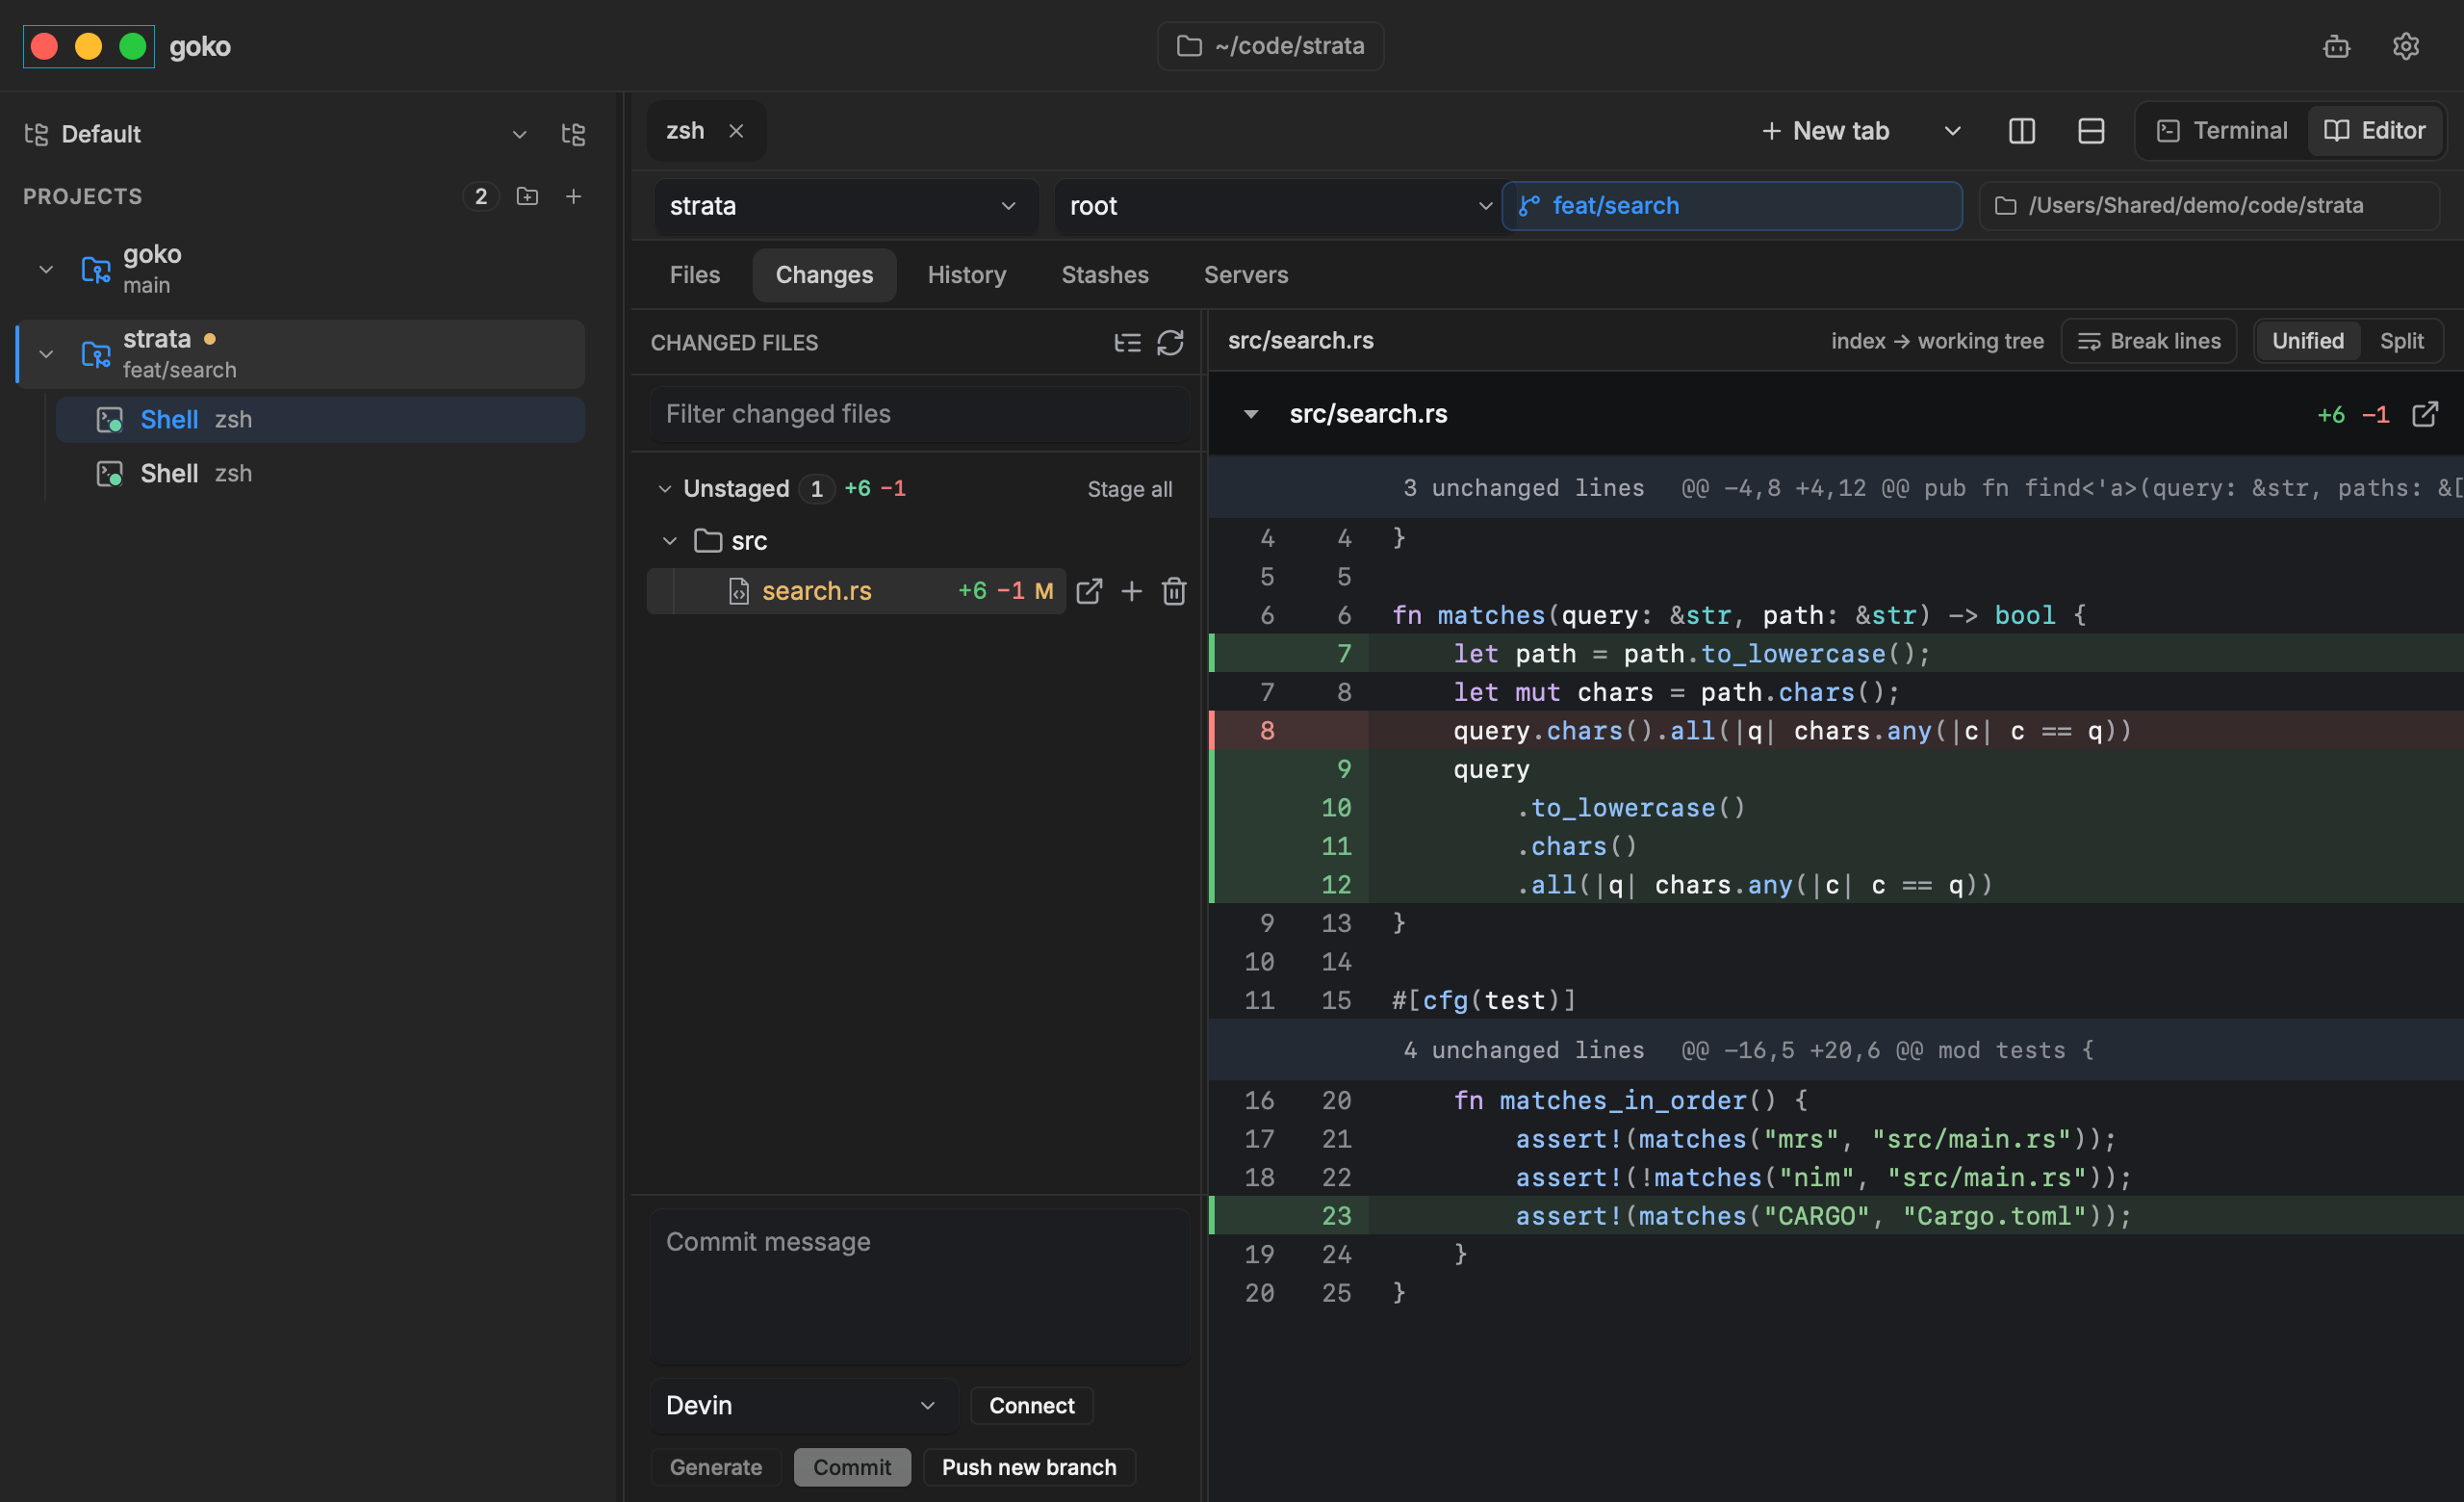 goko
~/code/strata
Default
PROJECTS 2
goko
main
strata
feat/search
Shell zsh
Shell zsh
zsh
New tab
Terminal Editor
strata
root
feat/search
/Users/Shared/demo/code/strata
Files Changes History Stashes Servers
CHANGED FILES
Filter changed files
Unstaged 1 +6 −1 Stage all
src
search.rs +6 −1 M
Commit message
Devin
Connect
Generate Commit Push new branch
src/search.rs index → working tree Break lines Unified Split
src/search.rs +6 −1
3 unchanged lines @@ −4,8 +4,12 @@ pub fn find<'a>(query: &str, paths: &[
4 4 }
5 5
6 6 fn matches(query: &str, path: &str) -> bool {
7 let path = path.to_lowercase();
7 8 let mut chars = path.chars();
8 query.chars().all(|q| chars.any(|c| c == q))
9 query
10 .to_lowercase()
11 .chars()
12 .all(|q| chars.any(|c| c == q))
9 13 }
10 14
11 15 #[cfg(test)]
4 unchanged lines @@ −16,5 +20,6 @@ mod tests {
16 20 fn matches_in_order() {
17 21 assert!(matches("mrs", "src/main.rs"));
18 22 assert!(!matches("nim", "src/main.rs"));
23 assert!(matches("CARGO", "Cargo.toml"));
19 24 }
20 25 }